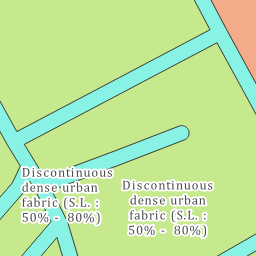 Discontinuous
dense urban
fabric (S.L. :
50% -  80%)
Discontinuous
dense urban
fabric (S.L. :
50% -  80%)